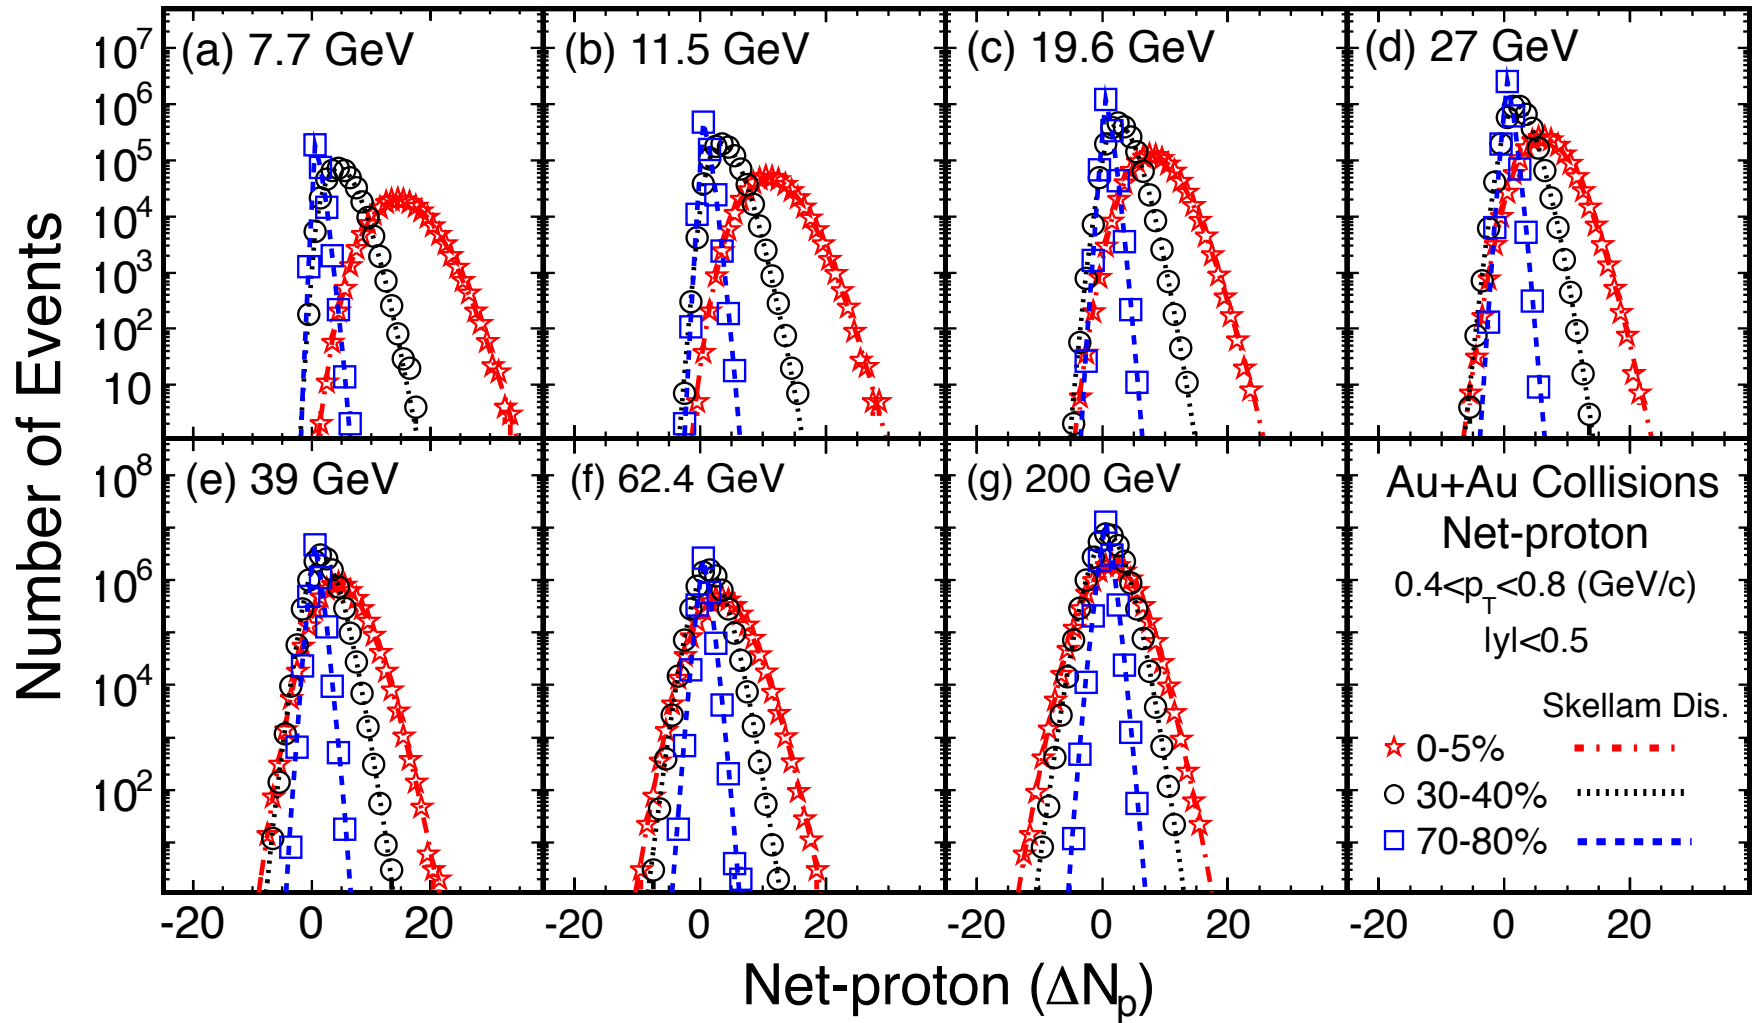 Number of Events
(a) 7.7 GeV
(b) 11.5 GeV
(c) 19.6 GeV
(d) 27 GeV
10⁷
10⁶
10⁵
10⁴
10³
10²
10
(e) 39 GeV
(f) 62.4 GeV
(g) 200 GeV
10⁸
10⁶
10⁴
10²
Au+Au Collisions
Net-proton
0.4<p_T<0.8 (GeV/c)
|y|<0.5
Skellam Dis.
0-5%
30-40%
70-80%
-20 0 20
-20 0 20
-20 0 20
-20 0 20
Net-proton (ΔN_p)